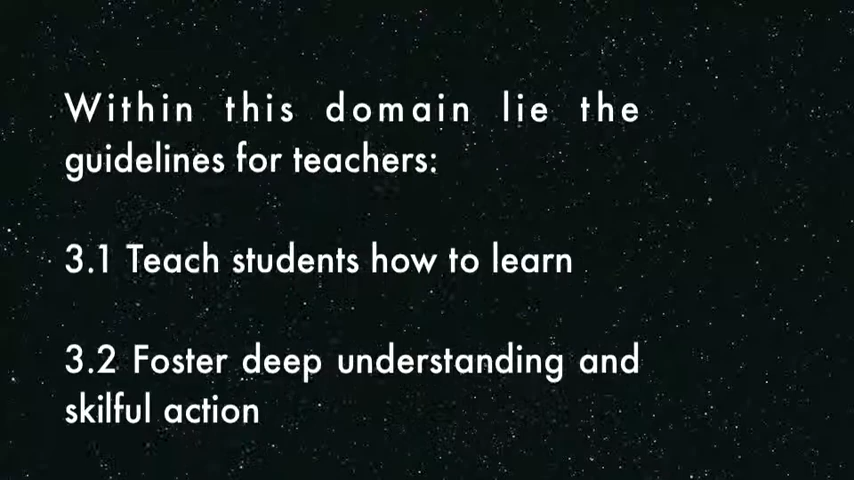 Within this domain lie the
guidelines for teachers:
3.1 Teach students how to learn
3.2 Foster deep understanding and
skilful action